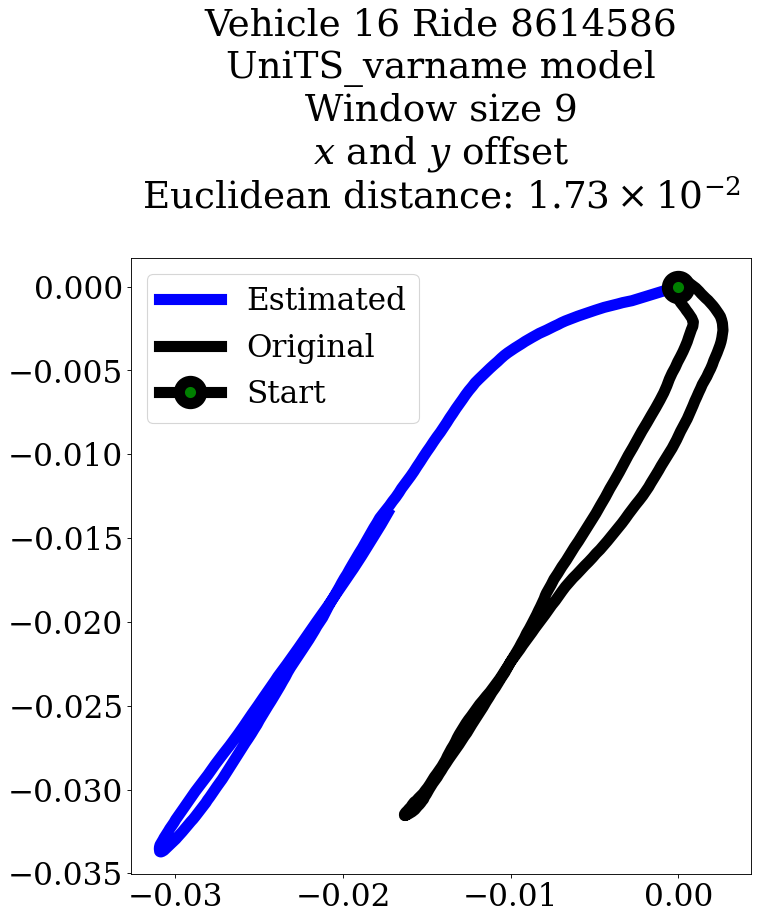 Vehicle 16 Ride 8614586
UniTS_varname model
Window size 9
x and y offset
Euclidean distance: 1.73 × 10⁻²
Estimated
Original
Start
0.000
−0.005
−0.010
−0.015
−0.020
−0.025
−0.030
−0.035
−0.03 −0.02 −0.01 0.00